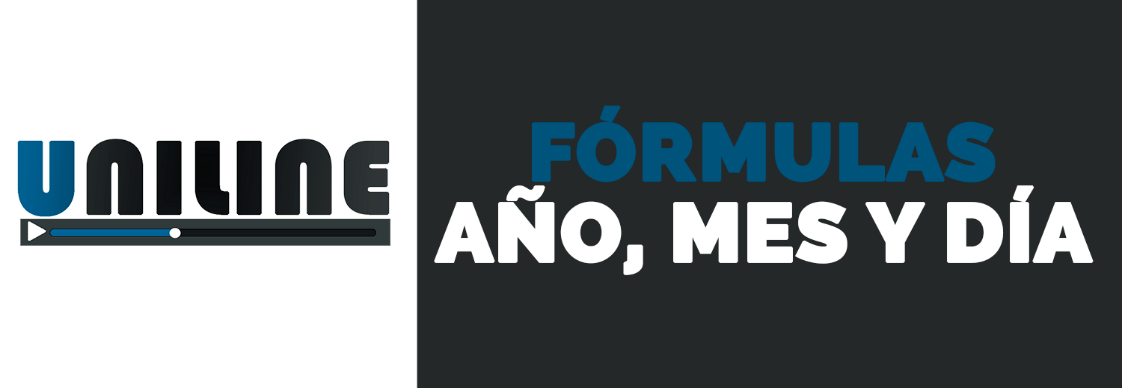 UNILINE
FÓRMULAS
AÑO, MES Y DÍA